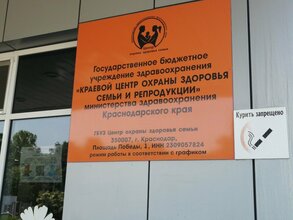 Государственное бюджетное
учреждение здравоохранения
«КРАЕВОЙ ЦЕНТР ОХРАНЫ ЗДОРОВЬЯ
СЕМЬИ И РЕПРОДУКЦИИ»
министерства здравоохранения
Краснодарского края
ГБУЗ Центр охраны здоровья семьи
350007, г. Краснодар,
Площадь Победы, 1, ИНН 2309057824
режим работы в соответствии с графиком
Курить запрещено